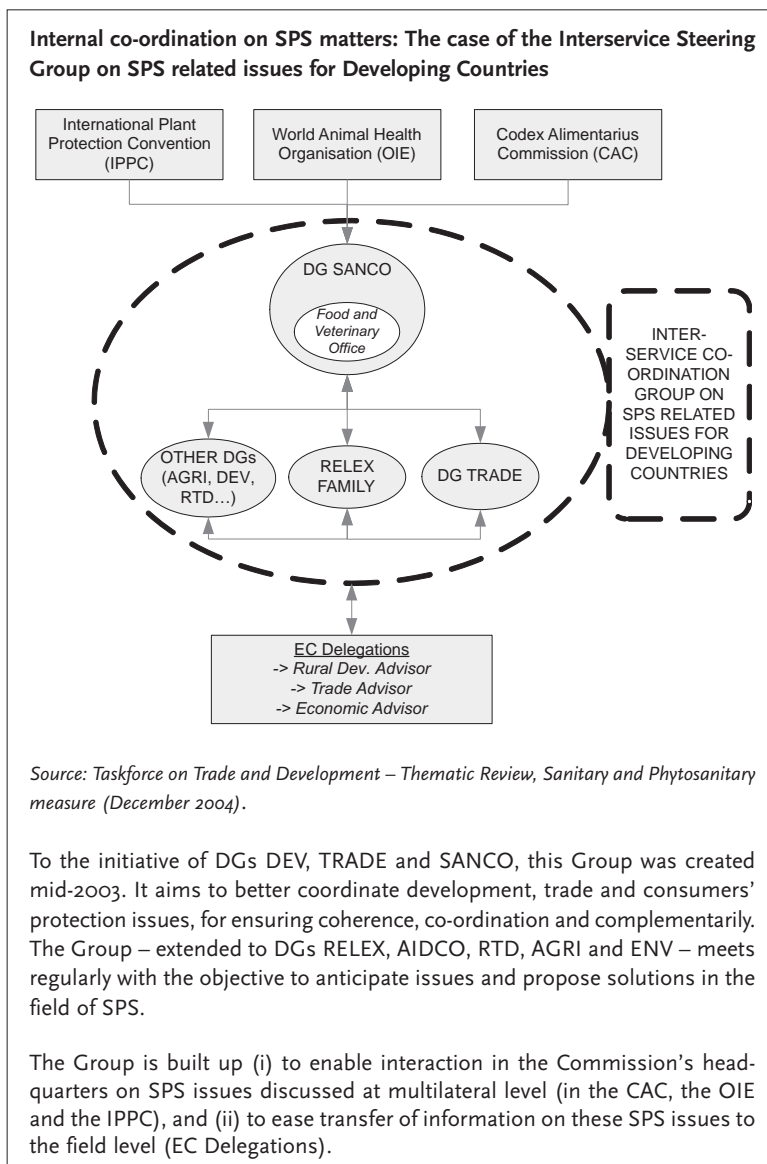 Internal co-ordination on SPS matters: The case of the Interservice Steering
Group on SPS related issues for Developing Countries
International Plant
Protection Convention
(IPPC)
World Animal Health
Organisation (OIE)
Codex Alimentarius
Commission (CAC)
DG SANCO
Food and
Veterinary
Office
INTER-
SERVICE CO-
ORDINATION
GROUP ON
SPS RELATED
ISSUES FOR
DEVELOPING
COUNTRIES
OTHER DGs
(AGRI, DEV,
RTD...)
RELEX
FAMILY
DG TRADE
EC Delegations
-> Rural Dev. Advisor
-> Trade Advisor
-> Economic Advisor
Source: Taskforce on Trade and Development – Thematic Review, Sanitary and Phytosanitary
measure (December 2004).
To the initiative of DGs DEV, TRADE and SANCO, this Group was created
mid-2003. It aims to better coordinate development, trade and consumers’
protection issues, for ensuring coherence, co-ordination and complementarily.
The Group – extended to DGs RELEX, AIDCO, RTD, AGRI and ENV – meets
regularly with the objective to anticipate issues and propose solutions in the
field of SPS.
The Group is built up (i) to enable interaction in the Commission’s head-
quarters on SPS issues discussed at multilateral level (in the CAC, the OIE
and the IPPC), and (ii) to ease transfer of information on these SPS issues to
the field level (EC Delegations).